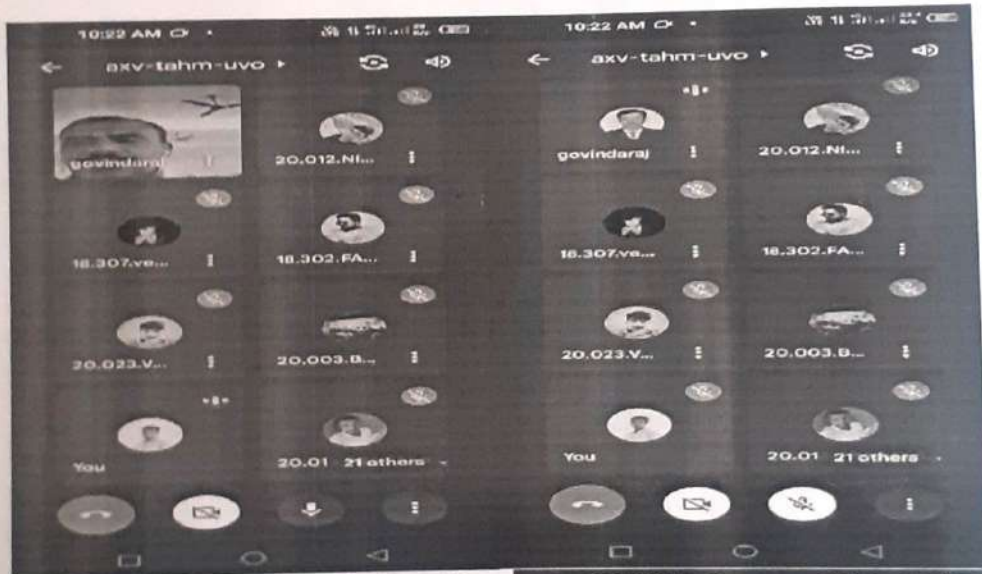 10:22 AM
axv-tahm-uvo
govindaraj
20.012.NI...
18.307.ve...
18.302.FA...
20.023.V...
20.003.B...
You
20.01
21 others
10:22 AM
axv-tahm-uvo
govindaraj
20.012.NI...
18.307.ve...
18.302.FA...
20.023.V...
20.003.B...
You
20.01
21 others